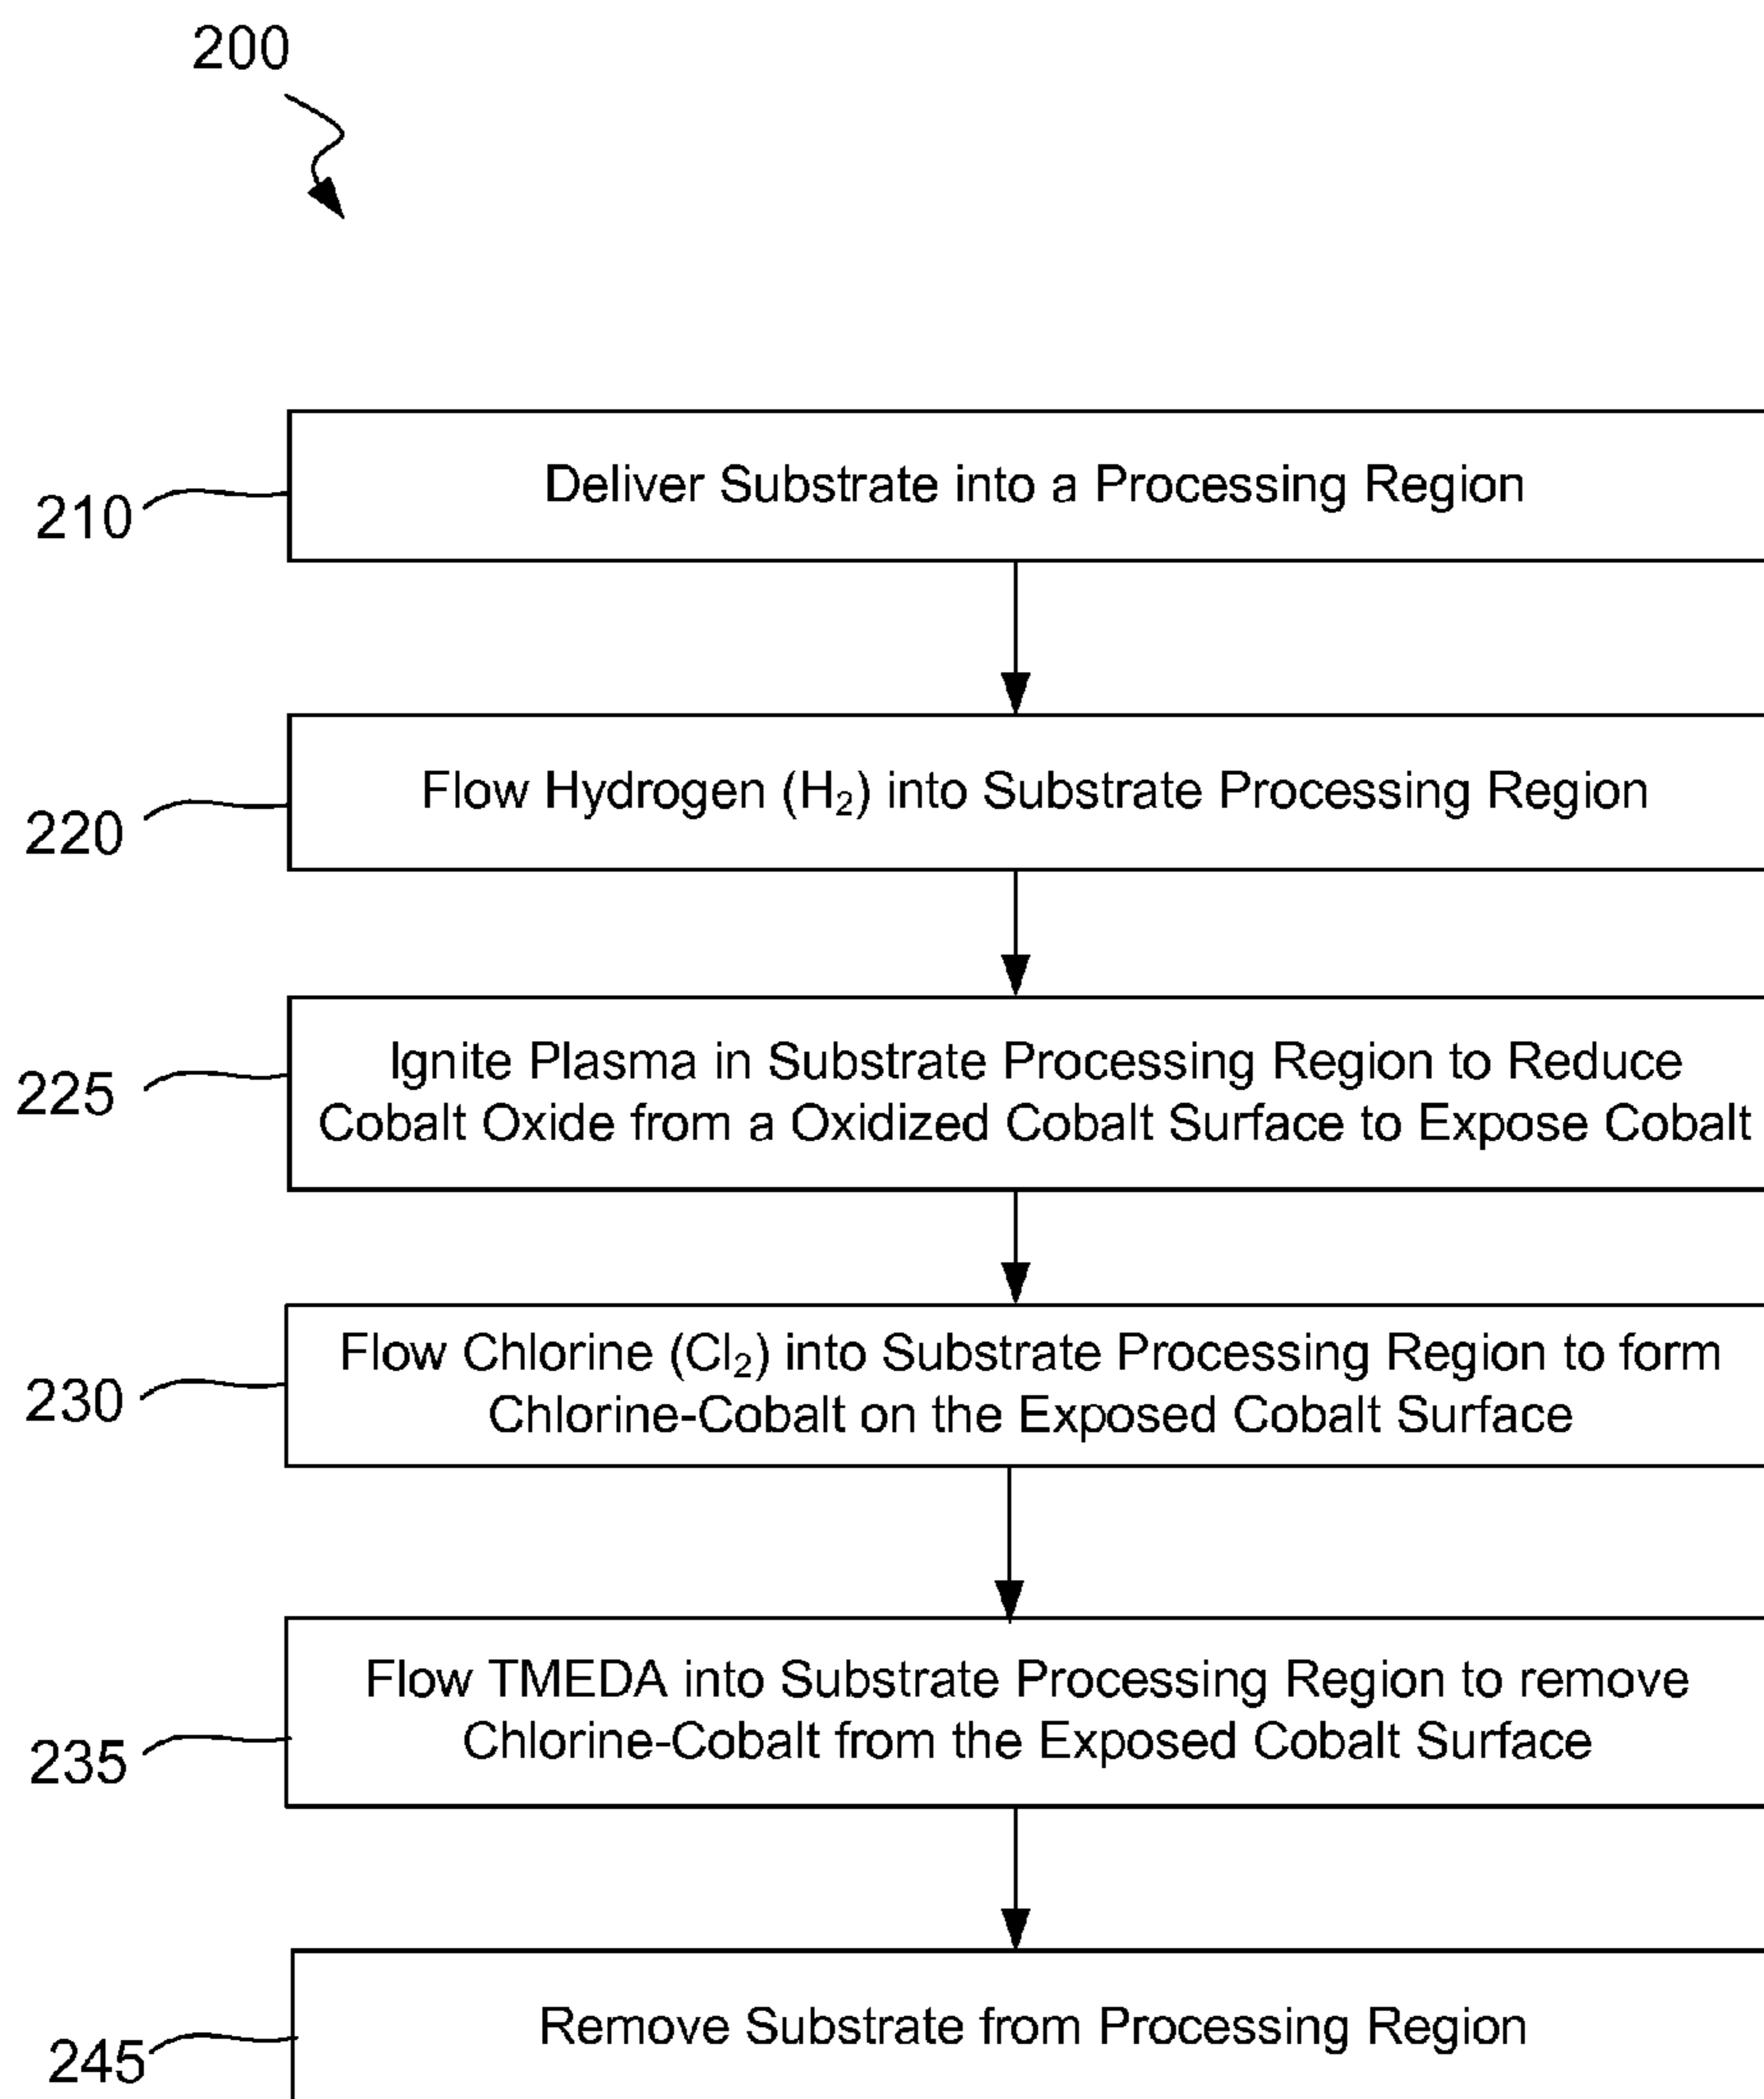 200
210
Deliver Substrate into a Processing Region
220
Flow Hydrogen (H₂) into Substrate Processing Region
225
Ignite Plasma in Substrate Processing Region to Reduce
Cobalt Oxide from a Oxidized Cobalt Surface to Expose Cobalt
230
Flow Chlorine (Cl₂) into Substrate Processing Region to form
Chlorine-Cobalt on the Exposed Cobalt Surface
235
Flow TMEDA into Substrate Processing Region to remove
Chlorine-Cobalt from the Exposed Cobalt Surface
245
Remove Substrate from Processing Region